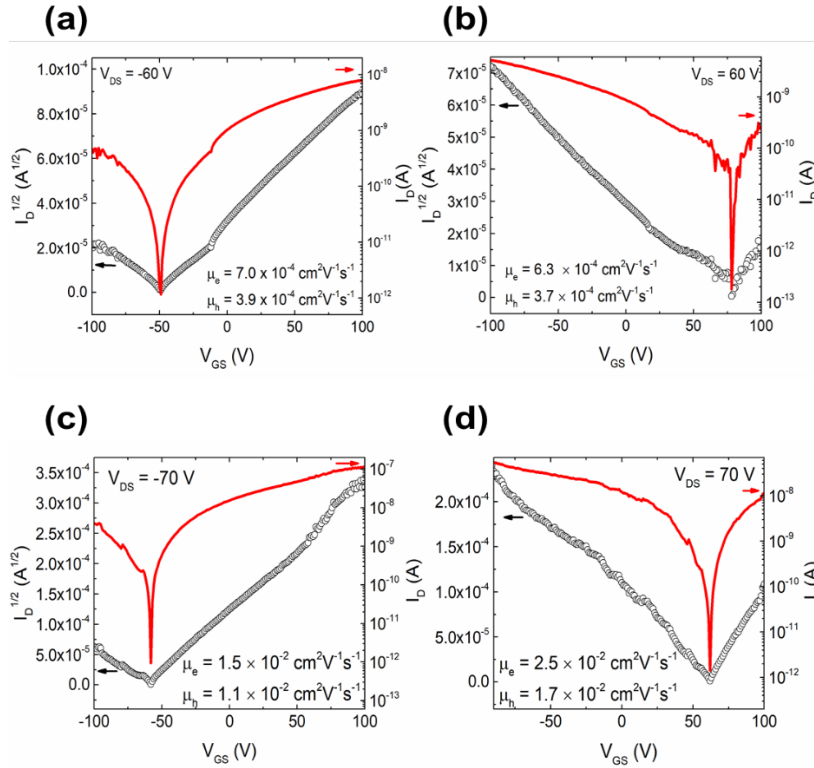 (a)
(b)
V_DS = -60 V
1.0x10^-4
8.0x10^-5
6.0x10^-5
4.0x10^-5
2.0x10^-5
0.0
I_D^1/2 (A^1/2)
10^-8
10^-9
10^-10
10^-11
10^-12
I_D(A)
μ_e = 7.0 x 10^-4 cm^2V^-1s^-1
μ_h = 3.9 × 10^-4 cm^2V^-1s^-1
-100 -50 0 50 100
V_GS (V)
V_DS = 60 V
7x10^-5
6x10^-5
5x10^-5
4x10^-5
3x10^-5
2x10^-5
1x10^-5
0
I_D^1/2 (A^1/2)
10^-9
10^-10
10^-11
10^-12
10^-13
I_D (A)
μ_e = 6.3 × 10^-4 cm^2V^-1s^-1
μ_h = 3.7 × 10^-4 cm^2V^-1s^-1
-100 -50 0 50 100
V_GS (V)
(c)
(d)
V_DS = -70 V
3.5x10^-4
3.0x10^-4
2.5x10^-4
2.0x10^-4
1.5x10^-4
1.0x10^-4
5.0x10^-5
0.0
I_D^1/2 (A^1/2)
10^-7
10^-8
10^-9
10^-10
10^-11
10^-12
10^-13
I_D (A)
μ_e = 1.5 × 10^-2 cm^2V^-1s^-1
μ_h = 1.1 × 10^-2 cm^2V^-1s^-1
-100 -50 0 50 100
V_GS (V)
V_DS = 70 V
2.0x10^-4
1.5x10^-4
1.0x10^-4
5.0x10^-5
0.0
I_D^1/2 (A^1/2)
10^-8
10^-9
10^-10
10^-11
10^-12
I_D (A)
μ_e = 2.5 × 10^-2 cm^2V^-1s^-1
μ_h = 1.7 × 10^-2 cm^2V^-1s^-1
-50 0 50 100
V_GS (V)